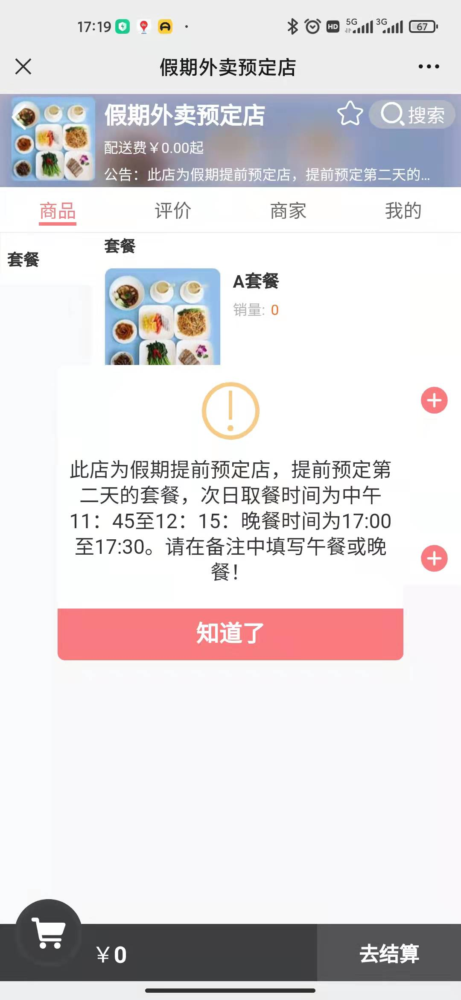 17:19
du
HD
5G
3G
67
假期外卖预定店
假期外卖预定店
搜索
配送费￥0.00起
公告：此店为假期提前预定店，提前预定第二天的...
商品
评价
商家
我的
套餐
套餐
A套餐
销量: 0
此店为假期提前预定店，提前预定第
二天的套餐，次日取餐时间为中午
11：45至12：15：晚餐时间为17:00
至17:30。请在备注中填写午餐或晚
餐！
知道了
￥0
去结算